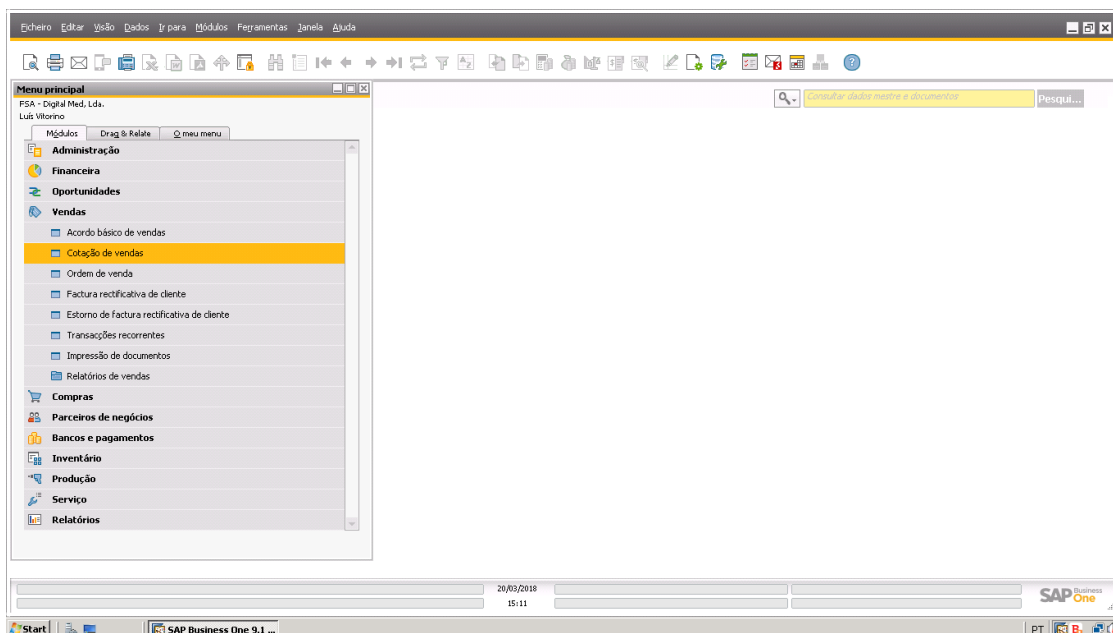 Ficheiro Editar Visão Dados Ir para Módulos Ferramentas Janela Ajuda
Menu principal
FSA - Digital Med, Lda.
Luís Vitorino
Módulos Drag & Relate O meu menu
Consultar dados mestre e documentos Pesqui...
Administração
Financeira
Oportunidades
Vendas
Acordo básico de vendas
Cotação de vendas
Ordem de venda
Factura rectificativa de cliente
Estorno de factura rectificativa de cliente
Transacções recorrentes
Impressão de documentos
Relatórios de vendas
Compras
Parceiros de negócios
Bancos e pagamentos
Inventário
Produção
Serviço
Relatórios
20/03/2018
15:11
SAP Business One
Start SAP Business One 9.1 ... PT